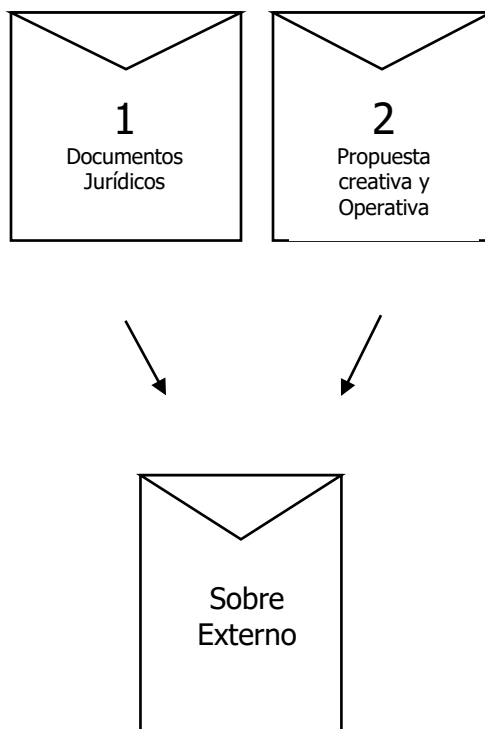 1
Documentos
Jurídicos
2
Propuesta
creativa y
Operativa
Sobre
Externo